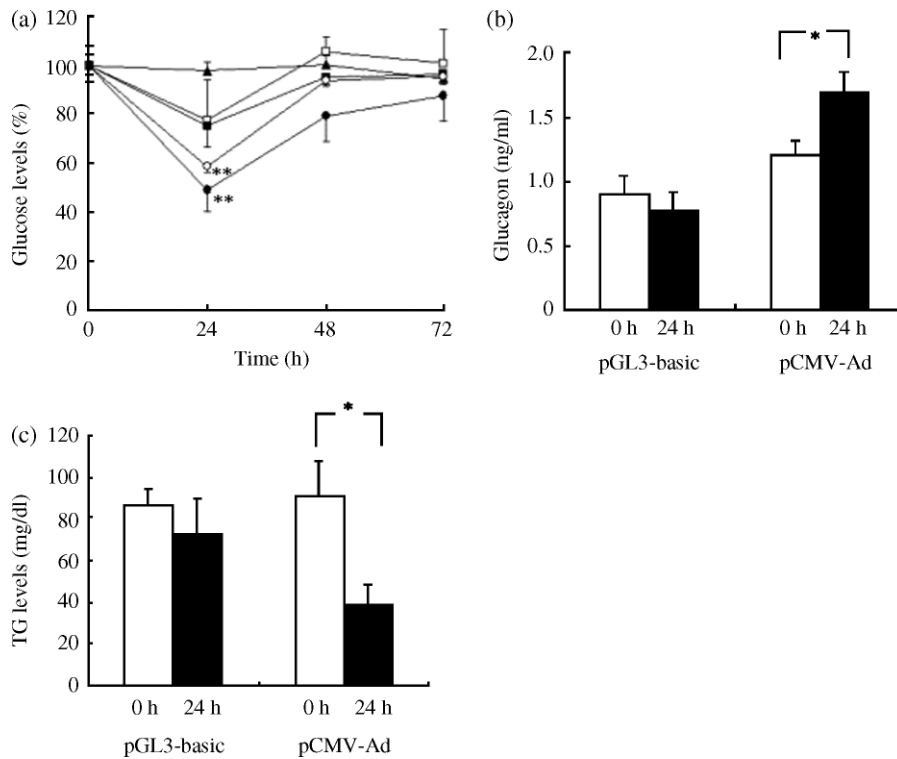 (a)
Glucose levels (%)
120
100
80
60
40
20
0
**
**
0 24 48 72
Time (h)
(b)
Glucagon (ng/ml)
2.0
1.5
1.0
0.5
0
*
0 h 24 h 0 h 24 h
pGL3-basic pCMV-Ad
(c)
TG levels (mg/dl)
120
100
80
60
40
20
0
*
0 h 24 h 0 h 24 h
pGL3-basic pCMV-Ad